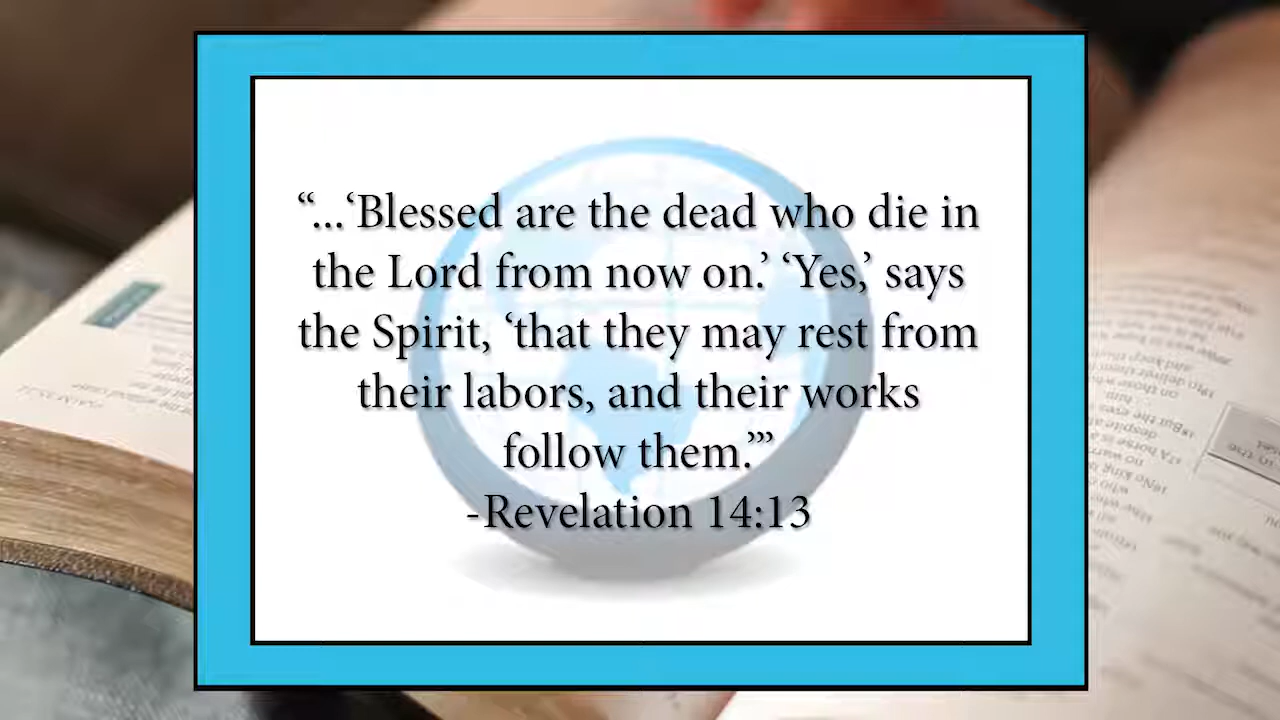 “...‘Blessed are the dead who die in
the Lord from now on.’ ‘Yes,’ says
the Spirit, ‘that they may rest from
their labors, and their works
follow them.’”
-Revelation 14:13